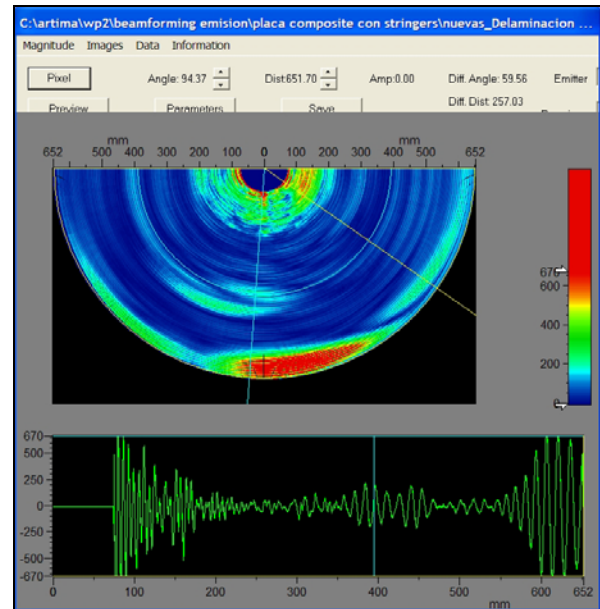 C:\artima\wp2\beamforming emision\placa composite con stringers\nuevas_Delaminacion ...
Magnitude Images Data Information
Pixel Angle: 94.37 Dist:651.70 Amp:0.00 Diff. Angle: 59.56 Emitter
Preview Parameters Save Diff. Dist: 257.03
mm mm
652 500 400 300 200 100 0 100 200 300 400 500 652
670
600
400
200
0
670
500
250
0
-250
-500
-670
0 100 200 300 400 500 600 652
mm